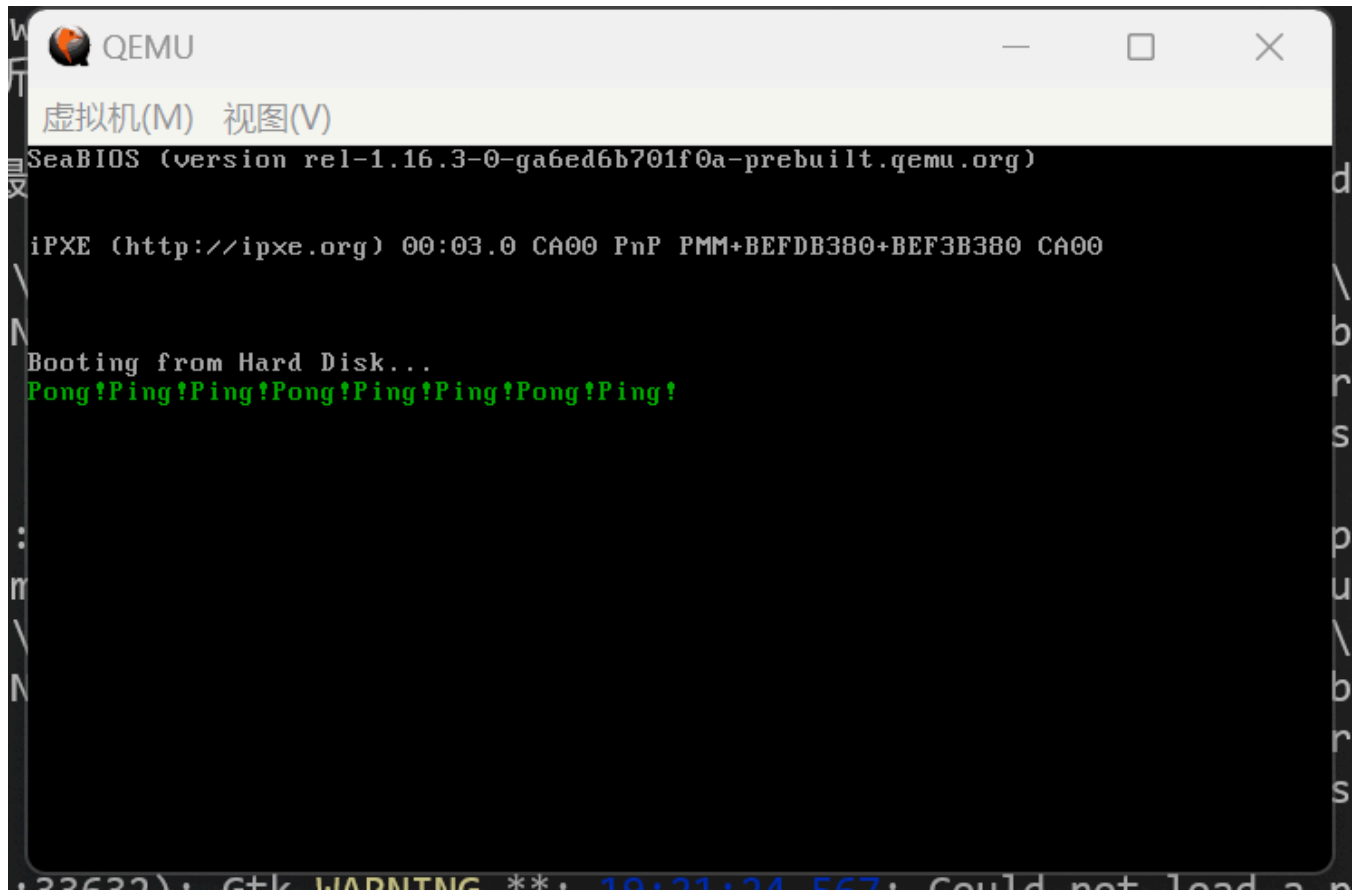 QEMU
虚拟机(M) 视图(V)
SeaBIOS (version rel-1.16.3-0-ga6ed6b701f0a-prebuilt.qemu.org)
iPXE (http://ipxe.org) 00:03.0 CA00 PnP PMM+BEFDB380+BEF3B380 CA00
Booting from Hard Disk...
Pong!Ping!Ping!Pong!Ping!Ping!Pong!Ping!
:33632): Gtk-WARNING **: 19:21:24.567: Could not load a p